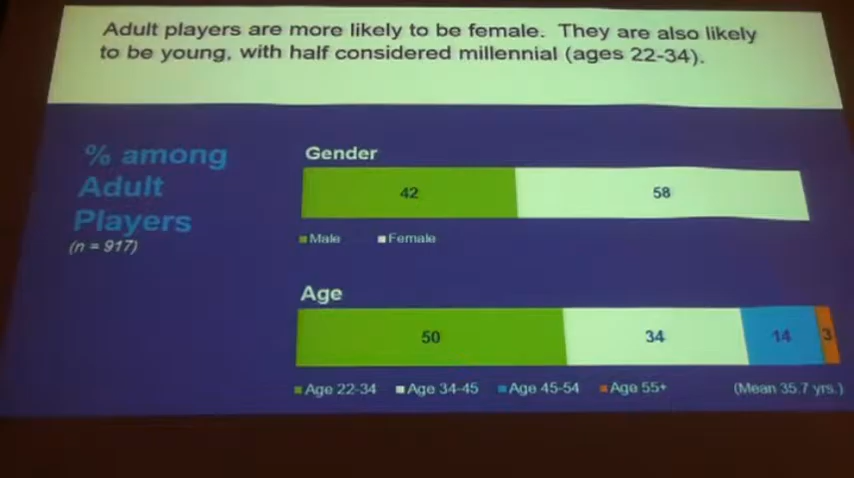 Adult players are more likely to be female. They are also likely
to be young, with half considered millennial (ages 22-34).
% among
Adult
Players
(n = 917)
Gender
42 58
Male Female
Age
50 34 14 3
Age 22-34 Age 34-45 Age 45-54 Age 55+ (Mean 35.7 yrs.)